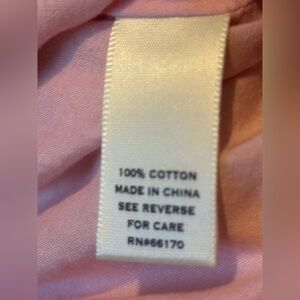 100% COTTON
MADE IN CHINA
SEE REVERSE
FOR CARE
RN#66170